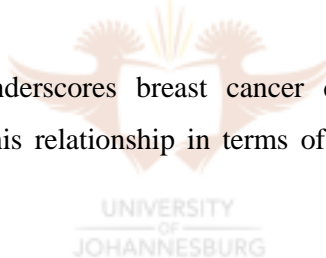 nderscores breast cancer
his relationship in terms of
UNIVERSITY
OF
JOHANNESBURG